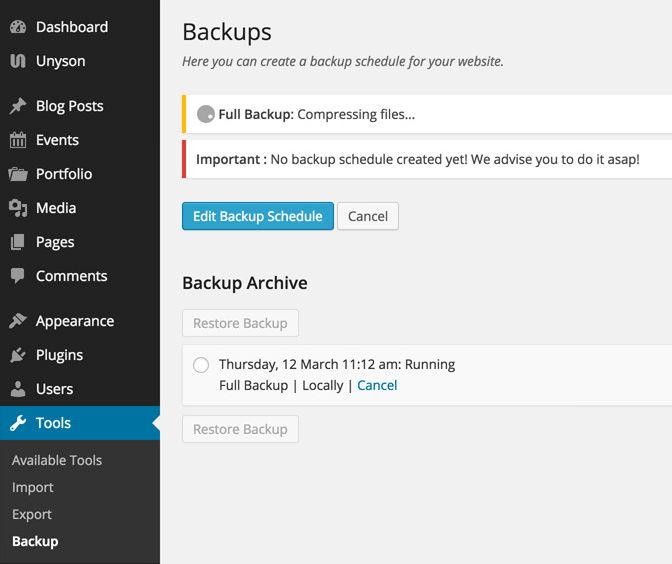 Dashboard
Unyson
Blog Posts
Events
Portfolio
Media
Pages
Comments
Appearance
Plugins
Users
Tools
Available Tools
Import
Export
Backup
Backups
Here you can create a backup schedule for your website.
Full Backup: Compressing files...
Important : No backup schedule created yet! We advise you to do it asap!
Edit Backup Schedule Cancel
Backup Archive
Restore Backup
Thursday, 12 March 11:12 am: Running
Full Backup | Locally | Cancel
Restore Backup